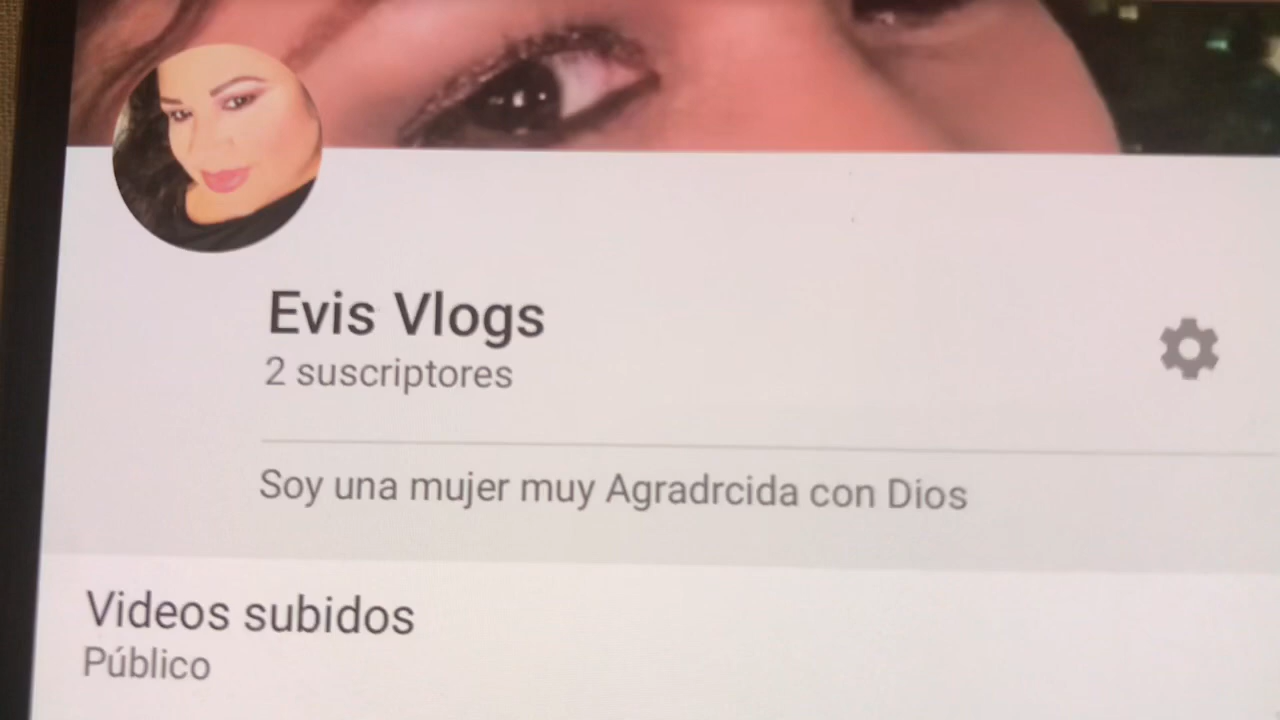 Evis Vlogs
2 suscriptores
Soy una mujer muy Agradrcida con Dios
Videos subidos
Público